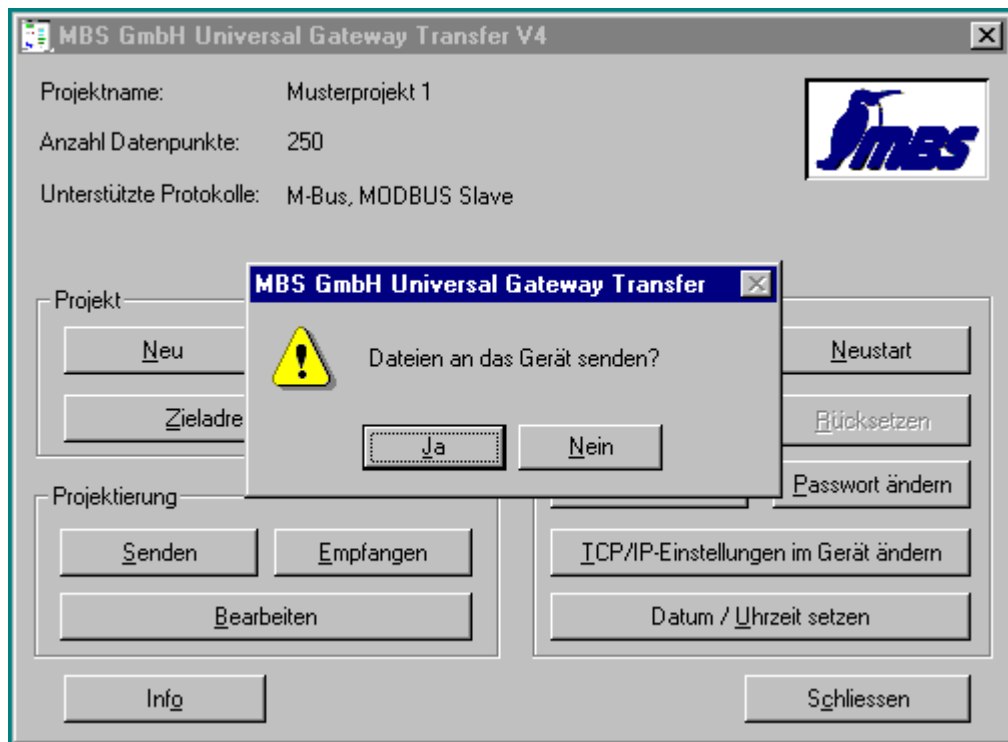 MBS GmbH Universal Gateway Transfer V4
Projektname: Musterprojekt 1
Anzahl Datenpunkte: 250
Unterstützte Protokolle: M-Bus, MODBUS Slave
mbs
MBS GmbH Universal Gateway Transfer
Dateien an das Gerät senden?
Ja Nein
Projekt
Neu
Neustart
Rücksetzen
Passwort ändern
Projektierung
Senden Empfangen
TCP/IP-Einstellungen im Gerät ändern
Bearbeiten
Datum / Uhrzeit setzen
Info
Schliessen